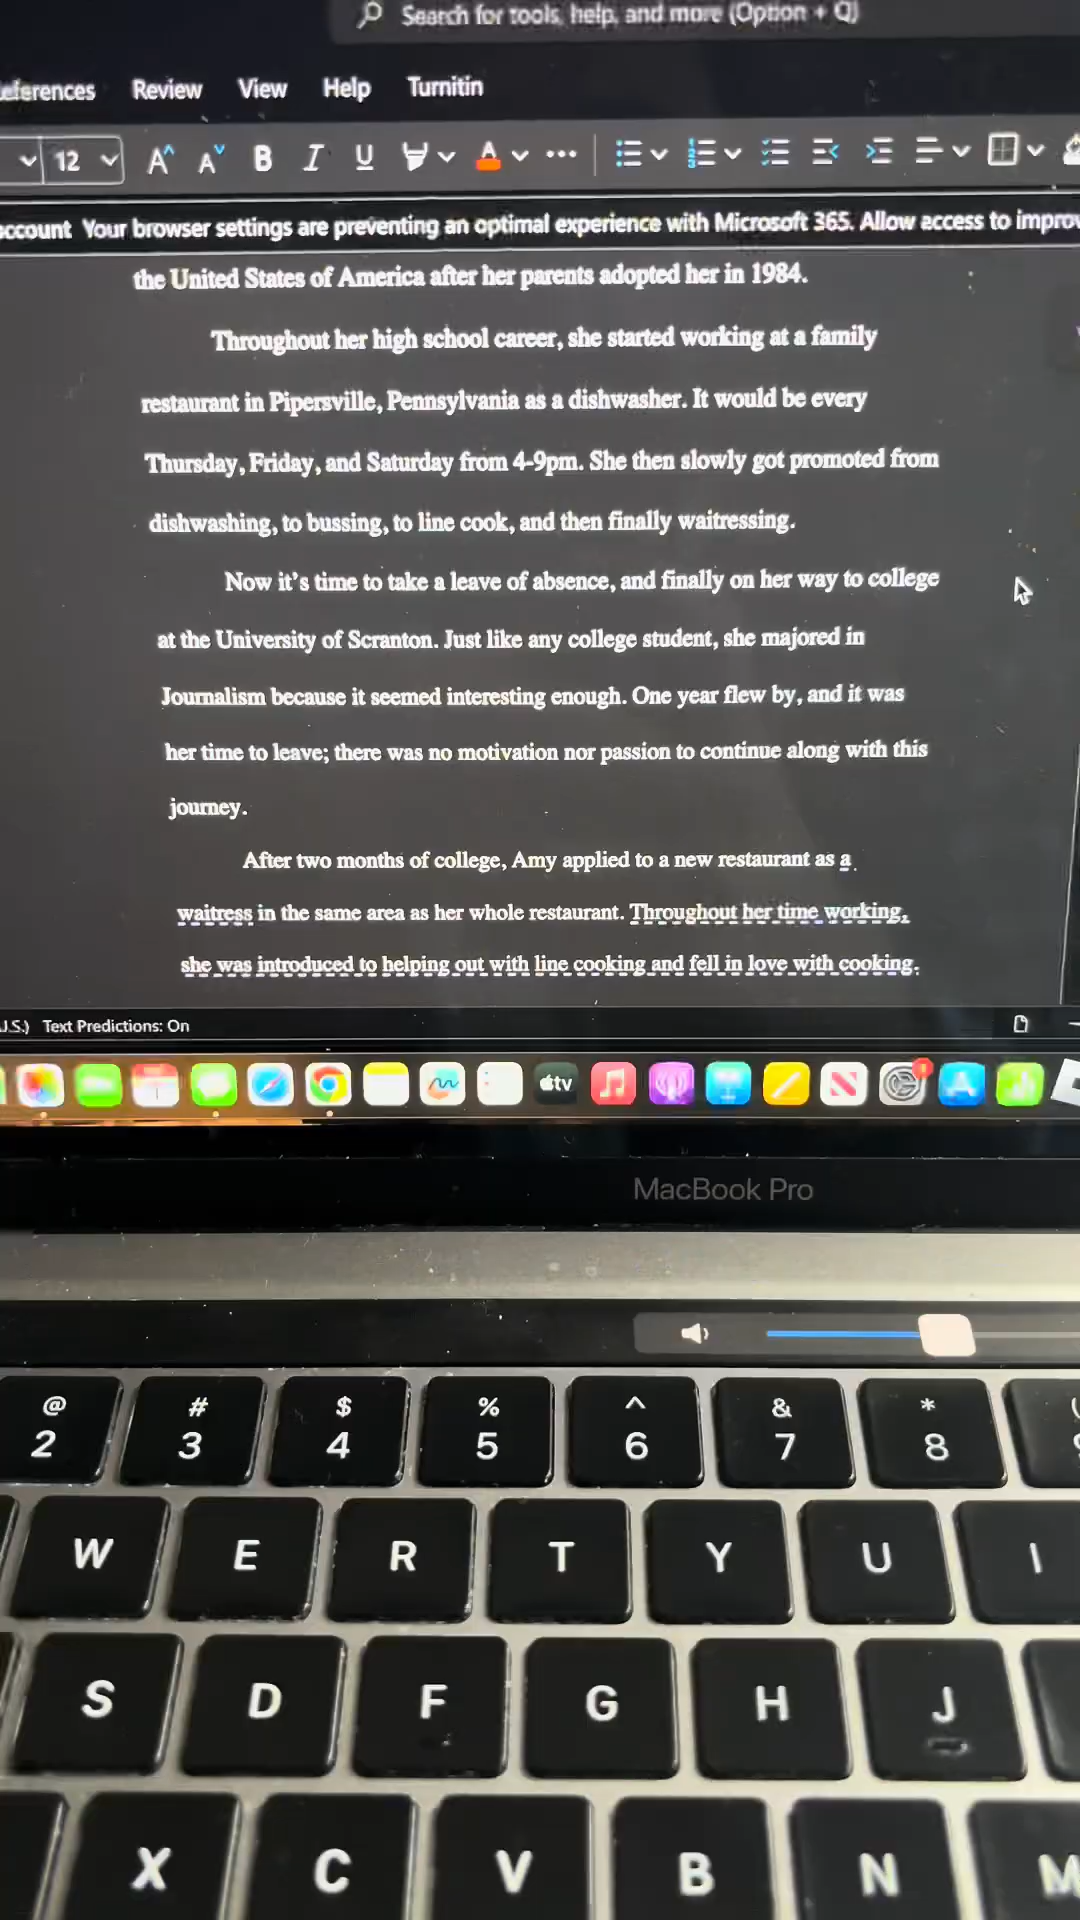 Search for tools, help, and more (Option + Q)
Review View Help Turnitin
12 A A B I U A
Your browser settings are preventing an optimal experience with Microsoft 365. Allow access to
the United States of America after her parents adopted her in 1984.
Throughout her high school career, she started working at a family
restaurant in Pipersville, Pennsylvania as a dishwasher. It would be every
Thursday, Friday, and Saturday from 4-9pm. She then slowly got promoted from
dishwashing, to bussing, to line cook, and then finally waitressing.
Now it's time to take a leave of absence, and finally on her way to college
at the University of Scranton. Just like any college student, she majored in
Journalism because it seemed interesting enough. One year flew by, and it was
her time to leave; there was no motivation nor passion to continue along with this
journey.
After two months of college, Amy applied to a new restaurant as a
waitress in the same area as her whole restaurant. Throughout her time working,
she was introduced to helping out with line cooking and fell in love with cooking.
Text Predictions: On
tv
MacBook Pro
@ # $ % ^ & *
2 3 4 5 6 7 8
W E R T Y U I
S D F G H J
X C V B N M